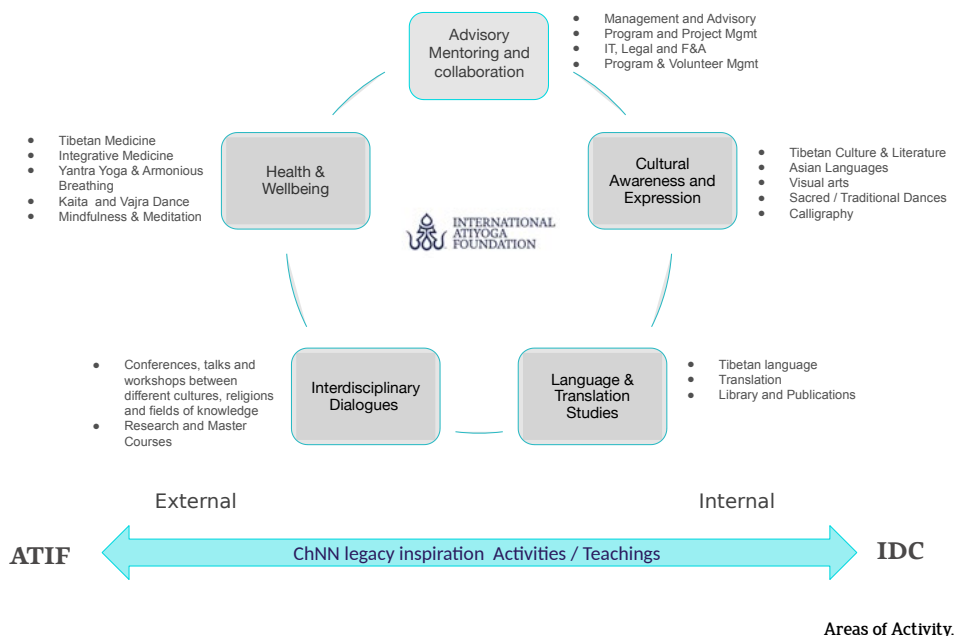 Advisory
Mentoring and
collaboration
● Management and Advisory
● Program and Project Mgmt
● IT, Legal and F&A
● Program & Volunteer Mgmt
● Tibetan Medicine
● Integrative Medicine
● Yantra Yoga & Armonious
Breathing
● Kaita and Vajra Dance
● Mindfulness & Meditation
Health &
Wellbeing
Cultural
Awareness and
Expression
● Tibetan Culture & Literature
● Asian Languages
● Visual arts
● Sacred / Traditional Dances
● Calligraphy
INTERNATIONAL
ATIYOGA
FOUNDATION
● Conferences, talks and
workshops between
different cultures, religions
and fields of knowledge
● Research and Master
Courses
Interdisciplinary
Dialogues
Language &
Translation
Studies
● Tibetan language
● Translation
● Library and Publications
External
Internal
ATIF
ChNN legacy inspiration Activities / Teachings
IDC
Areas of Activity.